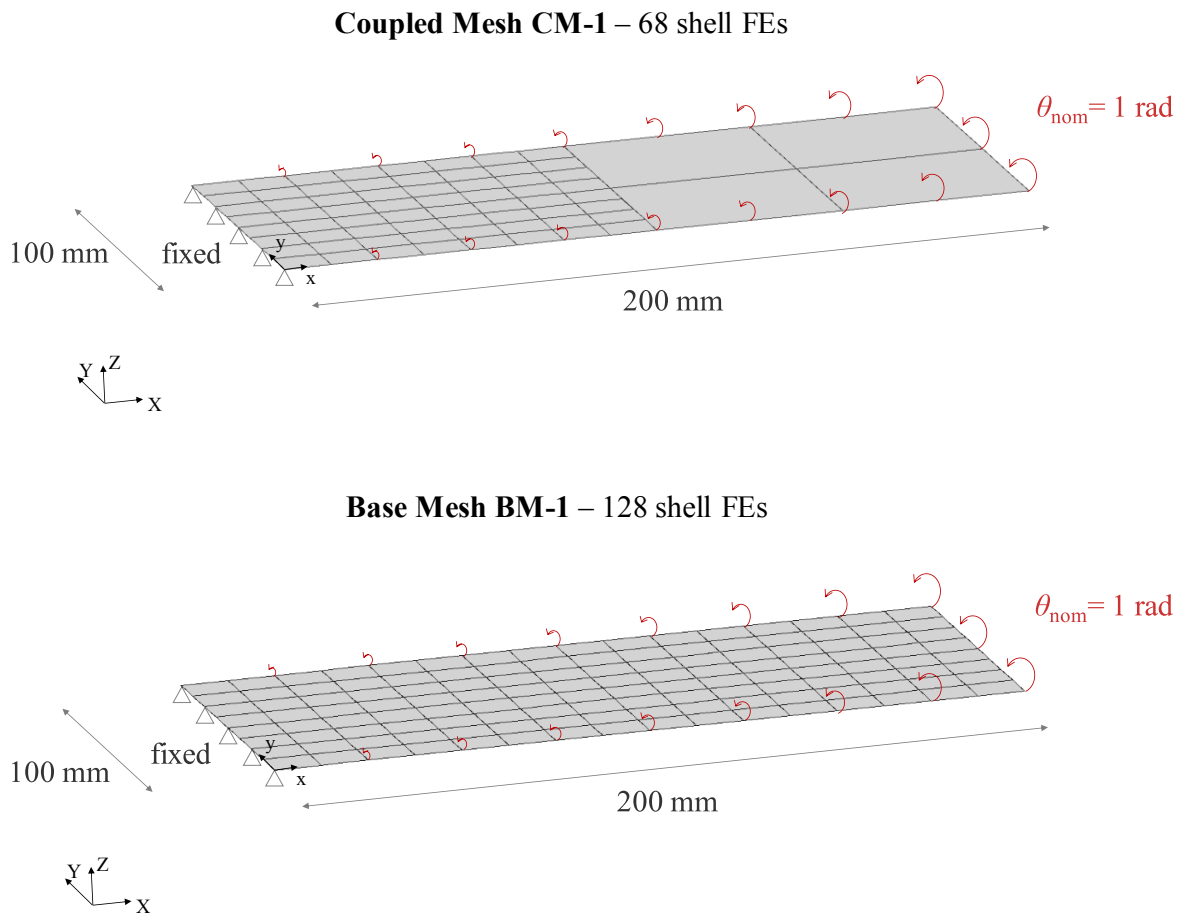 Coupled Mesh CM-1 – 68 shell FEs
θnom= 1 rad
100 mm
fixed
y
x
200 mm
Y
Z
X
Base Mesh BM-1 – 128 shell FEs
θnom= 1 rad
100 mm
fixed
y
x
200 mm
Y
Z
X